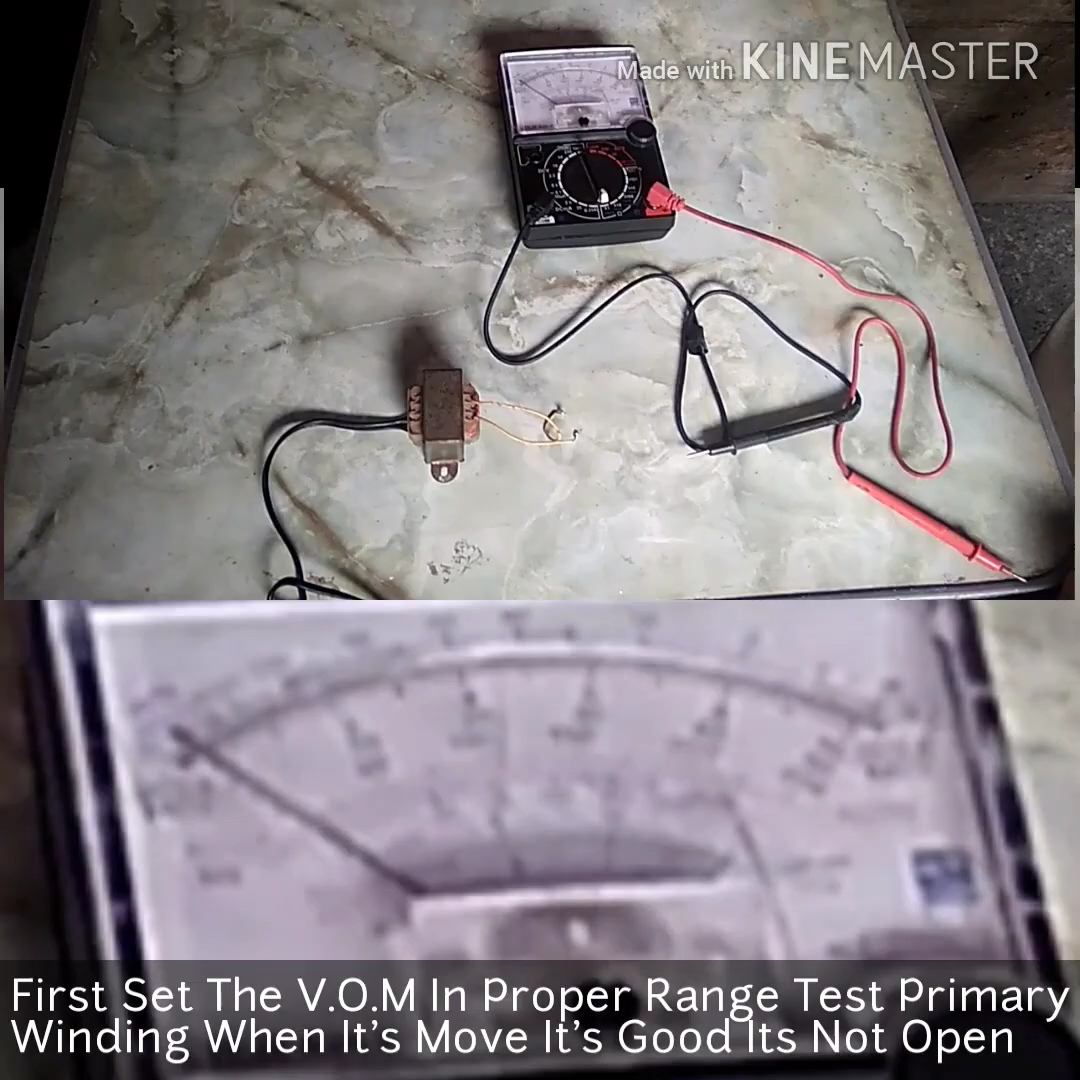 Made with KINEMASTER
First Set The V.O.M In Proper Range Test Primary
Winding When It's Move It's Good Its Not Open